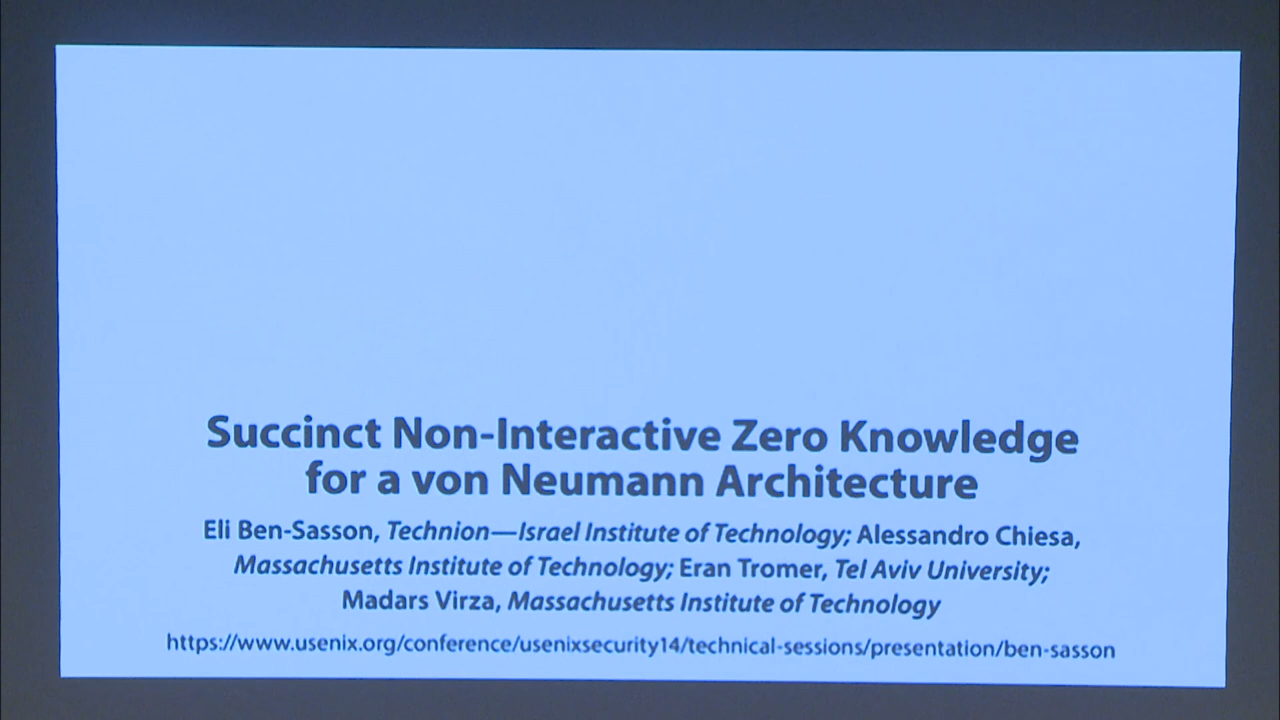 Succinct Non-Interactive Zero Knowledge
for a von Neumann Architecture
Eli Ben-Sasson, Technion—Israel Institute of Technology; Alessandro Chiesa,
Massachusetts Institute of Technology; Eran Tromer, Tel Aviv University;
Madars Virza, Massachusetts Institute of Technology
https://www.usenix.org/conference/usenixsecurity14/technical-sessions/presentation/ben-sasson